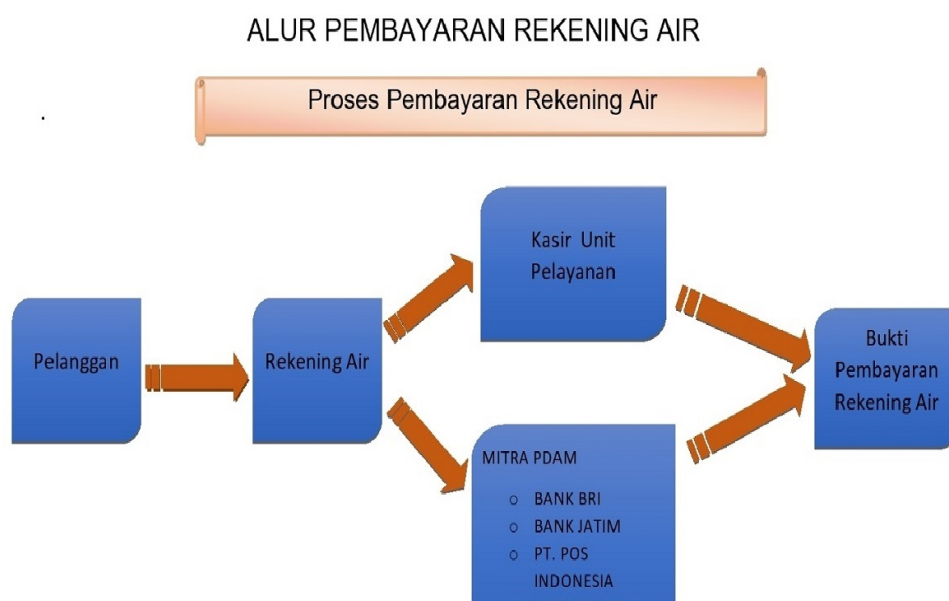 ALUR PEMBAYARAN REKENING AIR
Proses Pembayaran Rekening Air
.
Pelanggan
Rekening Air
Kasir Unit
Pelayanan
MITRA PDAM
○ BANK BRI
○ BANK JATIM
○ PT. POS
INDONESIA
Bukti
Pembayaran
Rekening Air